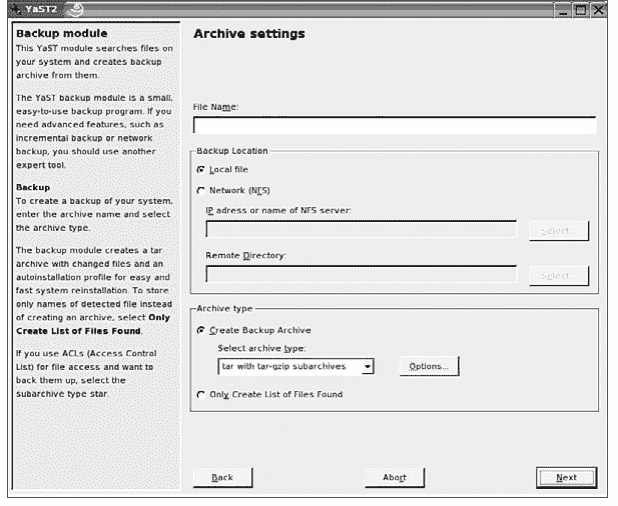 YaST2
Backup module
This YaST module searches files on
your system and creates backup
archive from them.
The YaST backup module is a small,
easy-to-use backup program. If you
need advanced features, such as
incremental backup or network
backup, you should use another
expert tool.
Backup
To create a backup of your system,
enter the archive name and select
the archive type.
The backup module creates a tar
archive with changed files and an
autoinstallation profile for easy and
fast system reinstallation. To store
only names of detected file instead
of creating an archive, select Only
Create List of Files Found.
If you use ACLs (Access Control
List) for file access and want to
back them up, select the
subarchive type star.
Archive settings
File Name:
Backup Location
Local file
Network (NFS)
IP adress or name of NFS server:
Select...
Remote Directory:
Select...
Archive type
Create Backup Archive
Select archive type:
tar with tar-gzip subarchives
Options...
Only Create List of Files Found
Back
Abort
Next